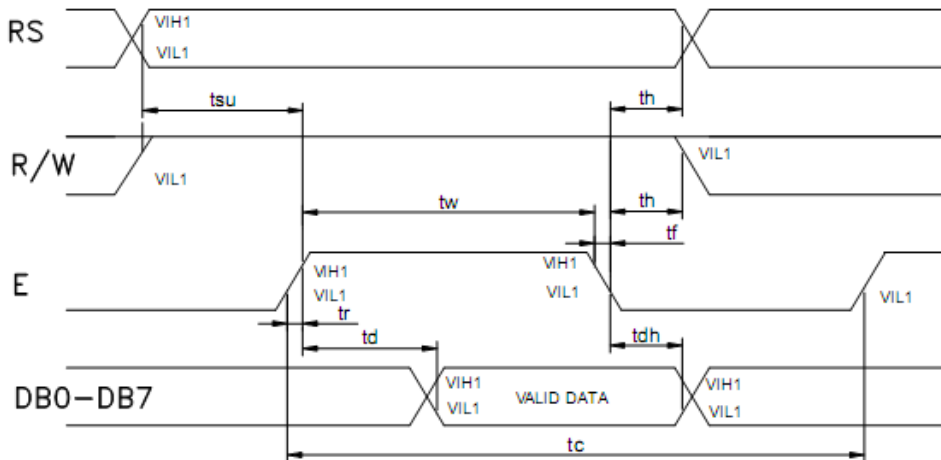 RS
VIH1
VIL1
tsu
th
R/W
VIL1
VIL1
tw
th
tf
E
VIH1
VIL1
VIH1
VIL1
VIL1
tr
td
tdh
DB0-DB7
VIH1
VIL1
VALID DATA
VIH1
VIL1
tc